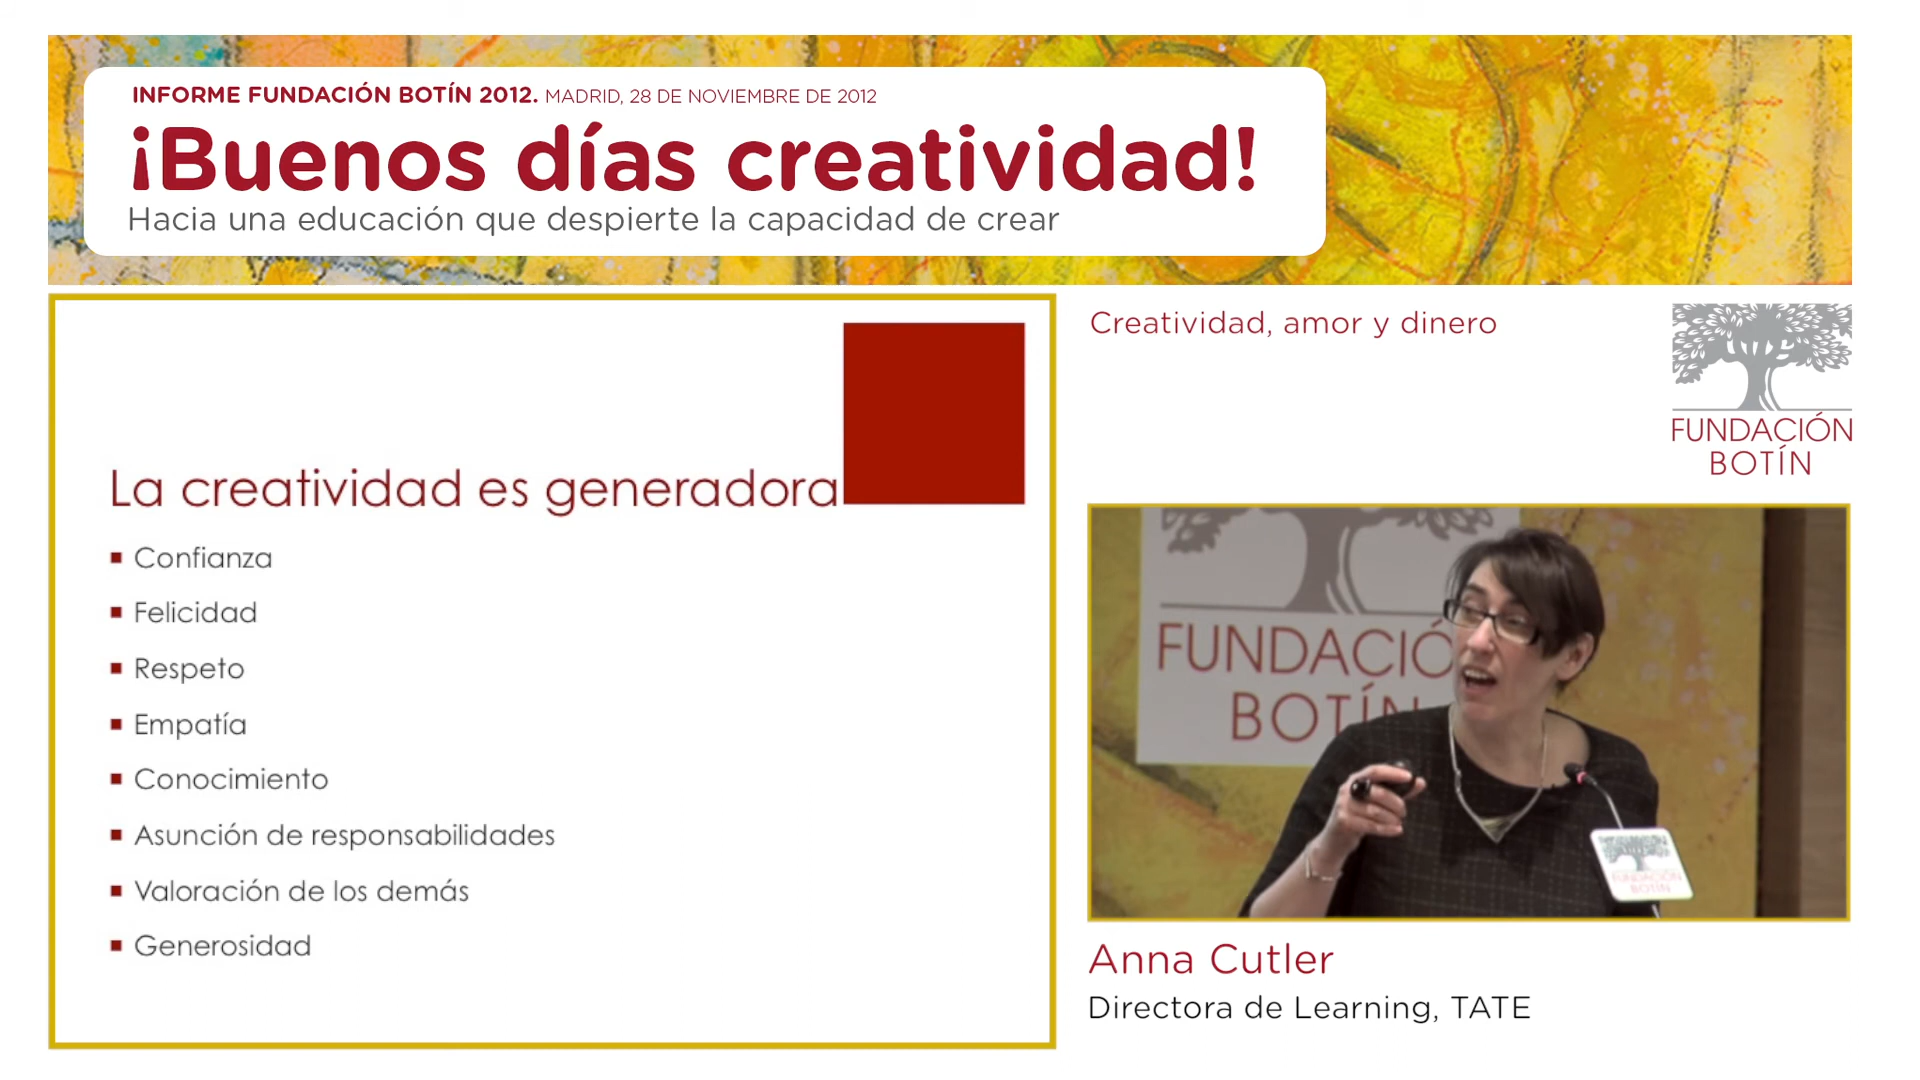 INFORME FUNDACIÓN BOTÍN 2012. MADRID, 28 DE NOVIEMBRE DE 2012
¡Buenos días creatividad!
Hacia una educación que despierte la capacidad de crear
La creatividad es generadora
Confianza
Felicidad
Respeto
Empatía
Conocimiento
Asunción de responsabilidades
Valoración de los demás
Generosidad
Creatividad, amor y dinero
FUNDACIÓN
BOTÍN
FUNDACIÓ
BOTÍN
FUNDACIÓN
BOTÍN
Anna Cutler
Directora de Learning, TATE